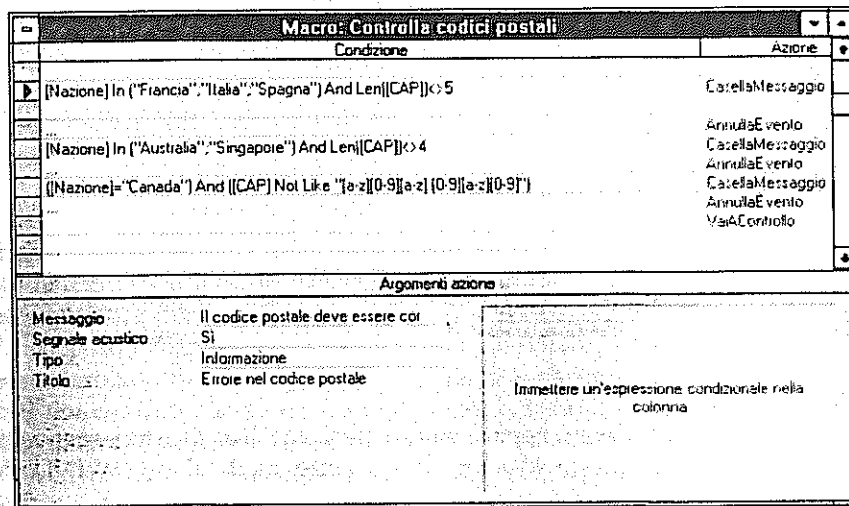 Macro: Controlla codici postali
Condizione Azione
[Nazione] In ("Francia";"Italia";"Spagna") And Len([CAP])<>5 CasellaMessaggio
... AnnullaEvento
[Nazione] In ("Australia";"Singapore") And Len([CAP])<>4 CasellaMessaggio
... AnnullaEvento
([Nazione]="Canada") And ([CAP] Not Like "[a-z][0-9][a-z] [0-9][a-z][0-9]") CasellaMessaggio
... AnnullaEvento
... VaiAControllo
Argomenti azione
Messaggio Il codice postale deve essere cor
Segnale acustico Sì
Tipo Informazione
Titolo Errore nel codice postale
Immettere un'espressione condizionale nella
colonna